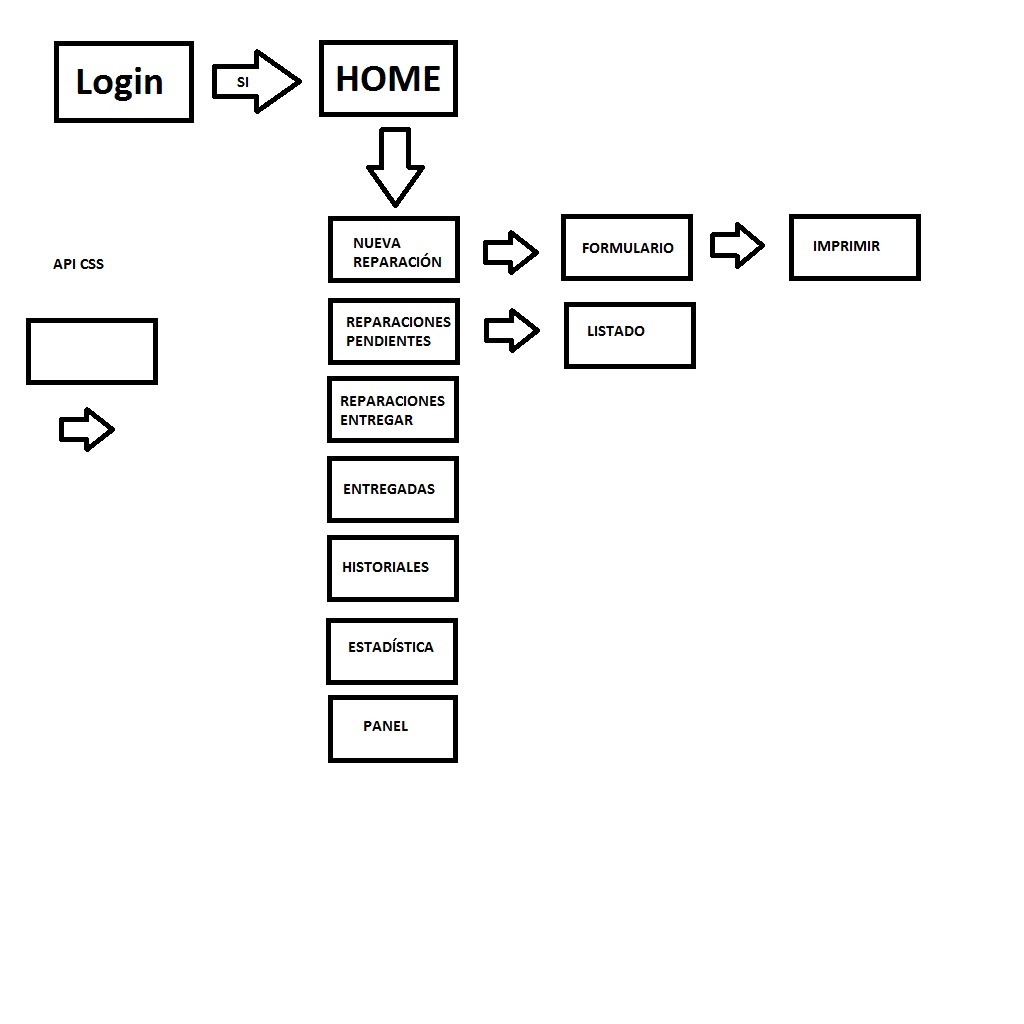 Login
SI
HOME
NUEVA
REPARACIÓN
FORMULARIO
IMPRIMIR
API CSS
REPARACIONES
PENDIENTES
LISTADO
REPARACIONES
ENTREGAR
ENTREGADAS
HISTORIALES
ESTADÍSTICA
PANEL